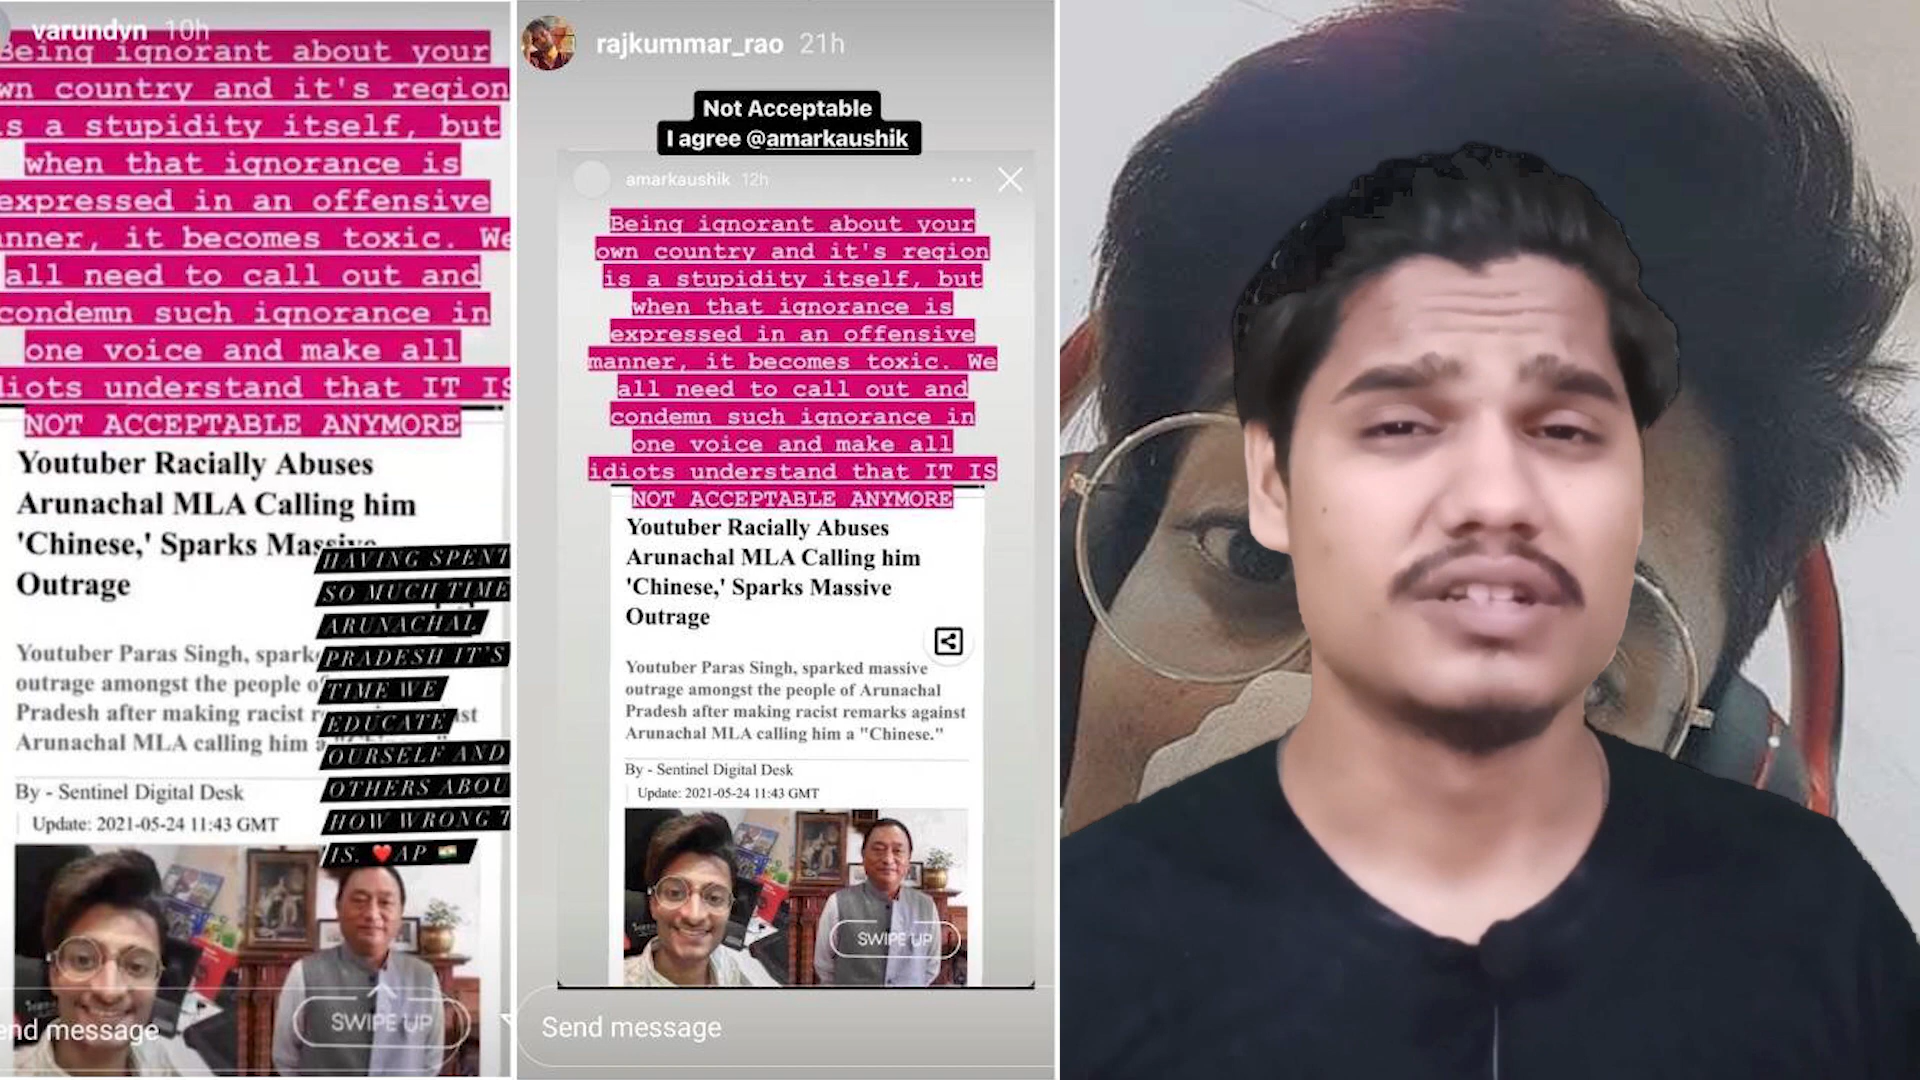 varundvn 10h
Being ignorant about your
wn country and it's region
s a stupidity itself, but
when that ignorance is
expressed in an offensive
nner, it becomes toxic. We
all need to call out and
condemn such ignorance in
one voice and make all
diots understand that IT IS
NOT ACCEPTABLE ANYMORE
Youtuber Racially Abuses
Arunachal MLA Calling him
'Chinese,' Sparks Massive
Outrage
HAVING SPENT
SO MUCH TIME
ARUNACHAL
PRADESH IT'S
TIME WE
EDUCATE
OURSELF AND
OTHERS ABOU
HOW WRONG T
IS. ❤️AP 🇮🇳
Youtuber Paras Singh, spark
outrage amongst the people o
Pradesh after making racist r st
Arunachal MLA calling him a
By - Sentinel Digital Desk
Update: 2021-05-24 11:43 GMT
SWIPE UP
end message
rajkummar_rao 21h
Not Acceptable
I agree @amarkaushik
amarkaushik 12h
Being ignorant about your
own country and it's region
is a stupidity itself, but
when that ignorance is
expressed in an offensive
manner, it becomes toxic. We
all need to call out and
condemn such ignorance in
one voice and make all
idiots understand that IT IS
NOT ACCEPTABLE ANYMORE
Youtuber Racially Abuses
Arunachal MLA Calling him
'Chinese,' Sparks Massive
Outrage
Youtuber Paras Singh, sparked massive
outrage amongst the people of Arunachal
Pradesh after making racist remarks against
Arunachal MLA calling him a "Chinese."
By - Sentinel Digital Desk
Update: 2021-05-24 11:43 GMT
SWIPE UP
Send message